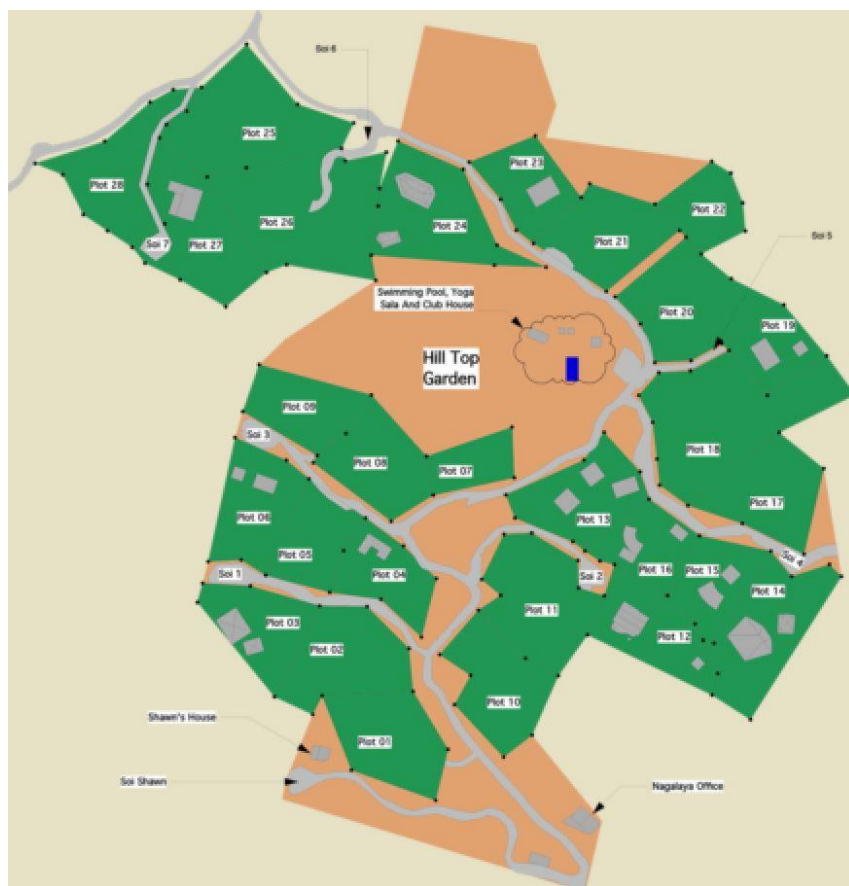 Soi 6
Plot 25
Plot 23
Plot 28
Plot 22
Plot 26
Plot 24
Soi 7
Plot 27
Plot 21
Soi 5
Swimming Pool, Yoga
Sala And Club House
Plot 20
Plot 19
Hill Top
Garden
Plot 09
Soi 3
Plot 08
Plot 07
Plot 18
Plot 17
Plot 06
Plot 13
Plot 05
Soi 4
Soi 1
Plot 04
Soi 2
Plot 16
Plot 15
Plot 14
Plot 11
Plot 03
Plot 12
Plot 02
Plot 10
Shawn's House
Plot 01
Soi Shawn
Nagalaya Office